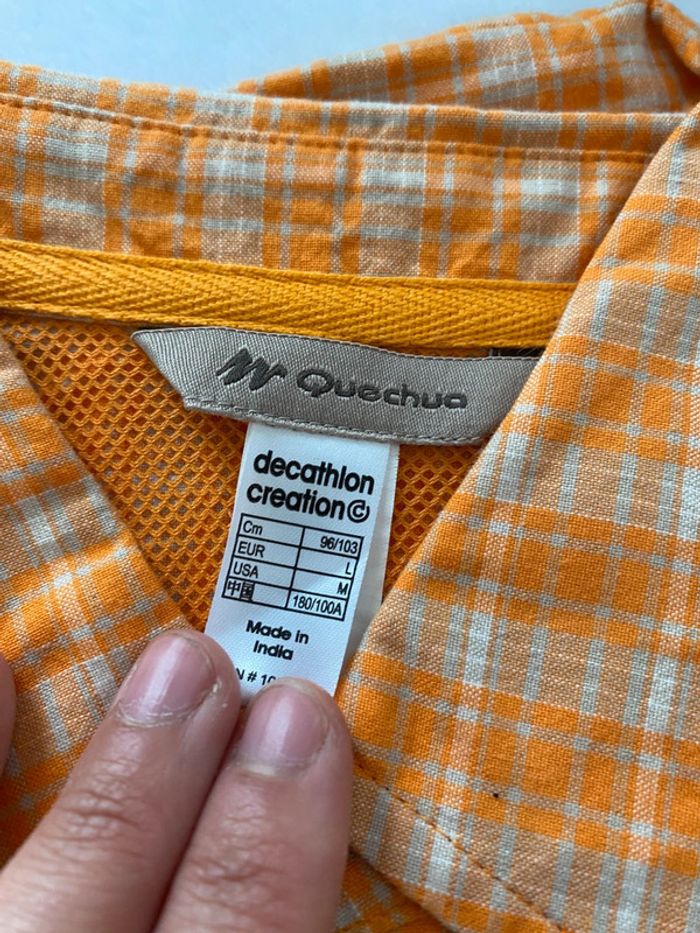 Quechua
decathlon
creation©
Cm 96/103
EUR L
USA M
中国 180/100A
Made in
India